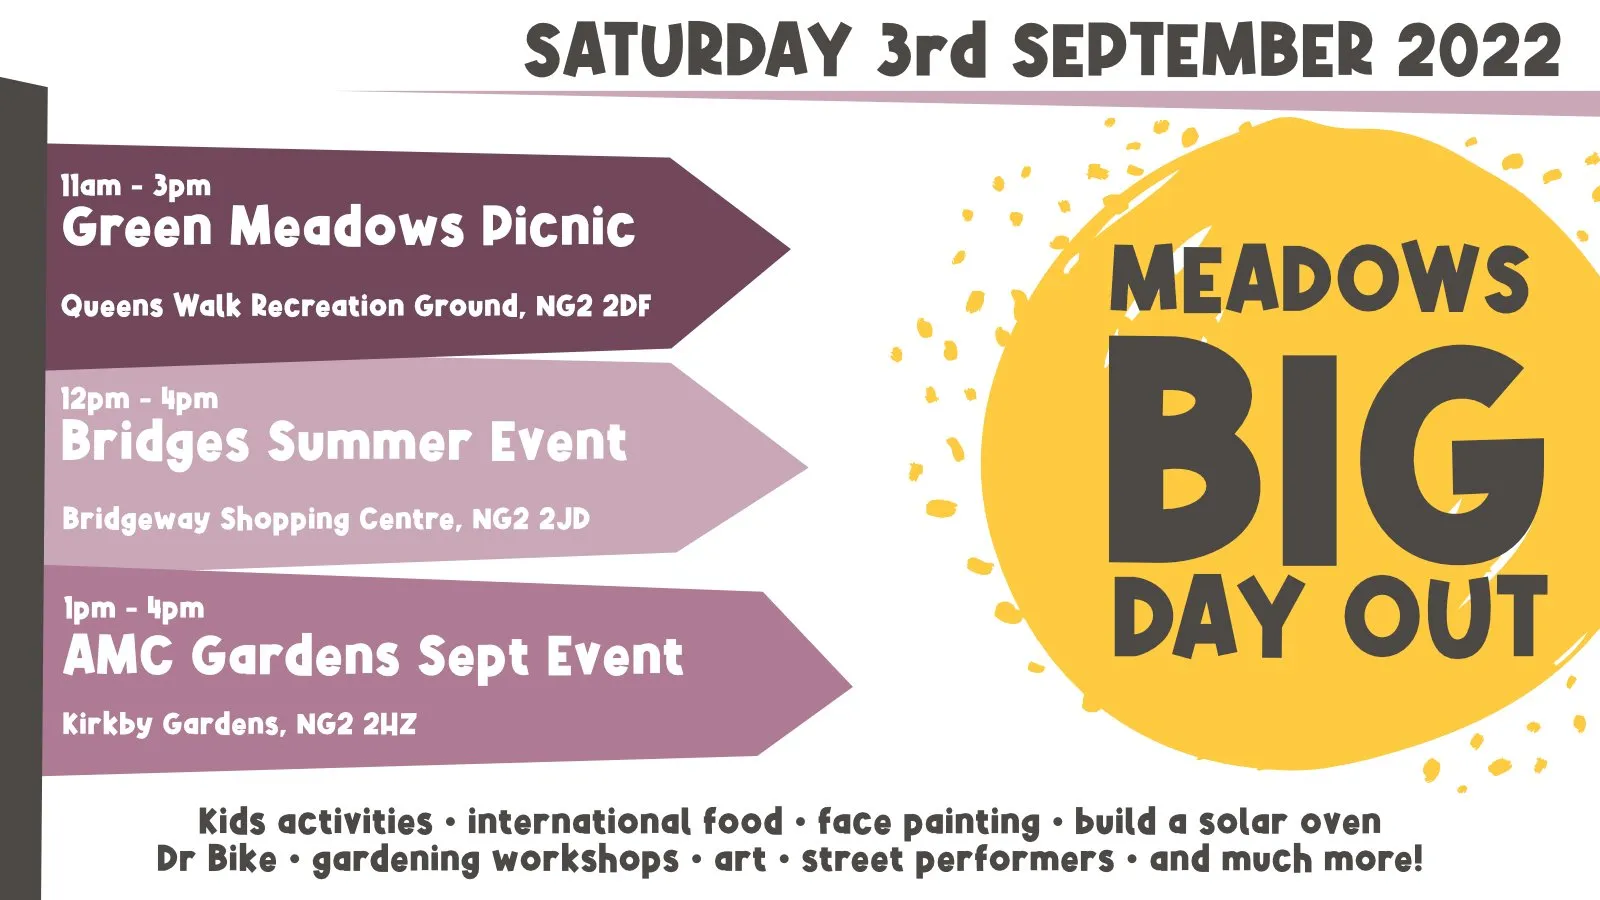 SATURDAY 3rd SEPTEMBER 2022
11am - 3pm
Green Meadows Picnic
Queens Walk Recreation Ground, NG2 2DF
12pm - 4pm
Bridges Summer Event
Bridgeway Shopping Centre, NG2 2JD
1pm - 4pm
AMC Gardens Sept Event
Kirkby Gardens, NG2 2HZ
MEADOWS
BIG
DAY OUT
Kids activities • international food • face painting • build a solar oven
Dr Bike • gardening workshops • art • street performers • and much more!